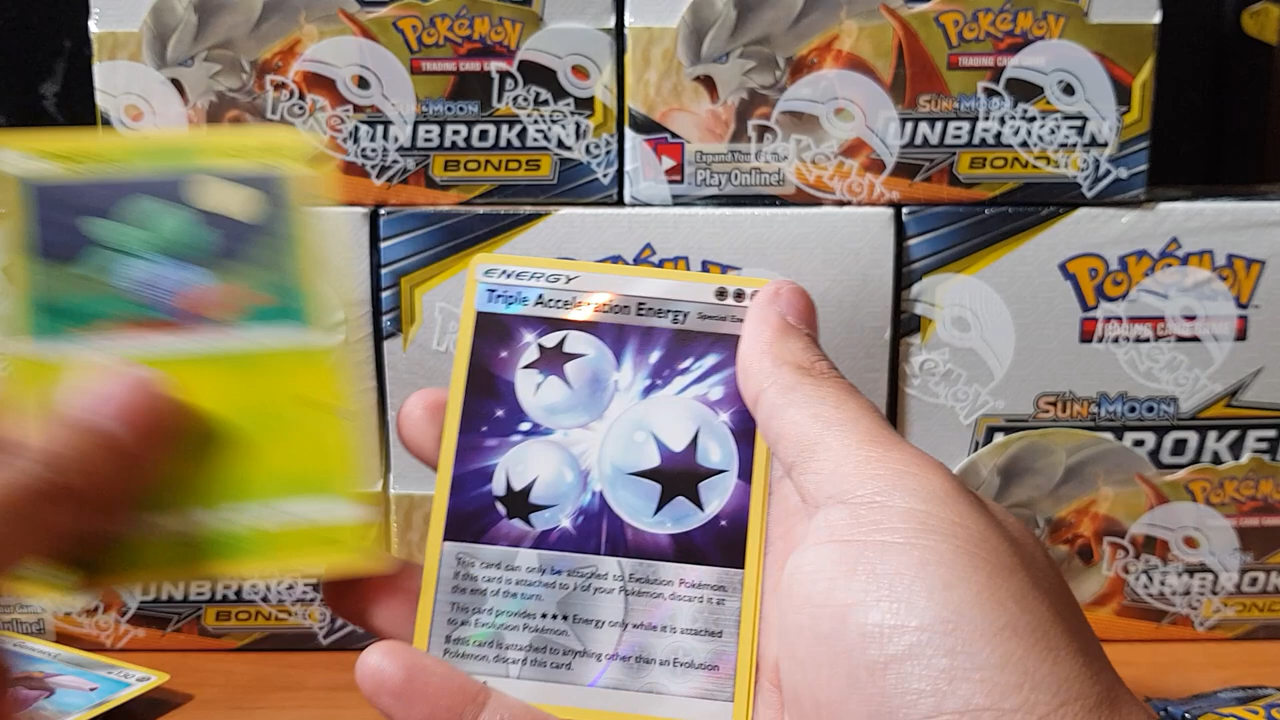 Pokémon
TRADING CARD GAME
SUN & MOON
UNBROKEN
BONDS
Pokémon
TRADING CARD GAME
SUN & MOON
UNBROKEN
BONDS
Expand Your Game
Play Online!
Pokémon
TRADING CARD GAME
SUN & MOON
UNBROKEN
Pokémon
UNBROKEN
BONDS
ENERGY
Triple Acceleration Energy Special
This card can only be attached to Evolution Pokémon.
If this card is attached to 1 of your Pokémon, discard it at
the end of the turn.
This card provides ✶✶✶ Energy only while it is attached
to an Evolution Pokémon.
If this card is attached to anything other than an Evolution
Pokémon, discard this card.
130